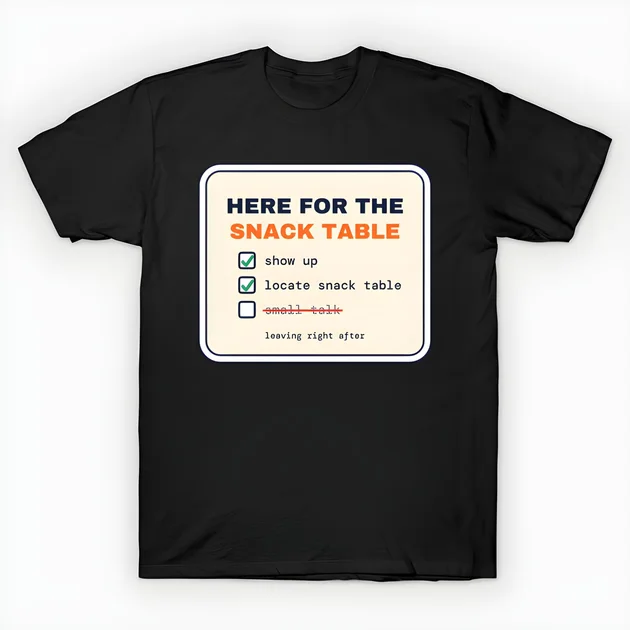 HERE FOR THE
SNACK TABLE
show up
locate snack table
small talk
leaving right after